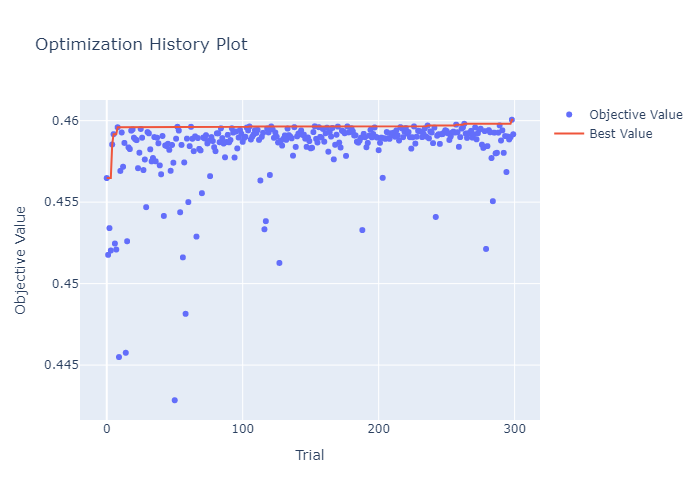 Optimization History Plot
Objective Value
Best Value
0.46
0.455
0.45
0.445
Objective Value
0
100
200
300
Trial